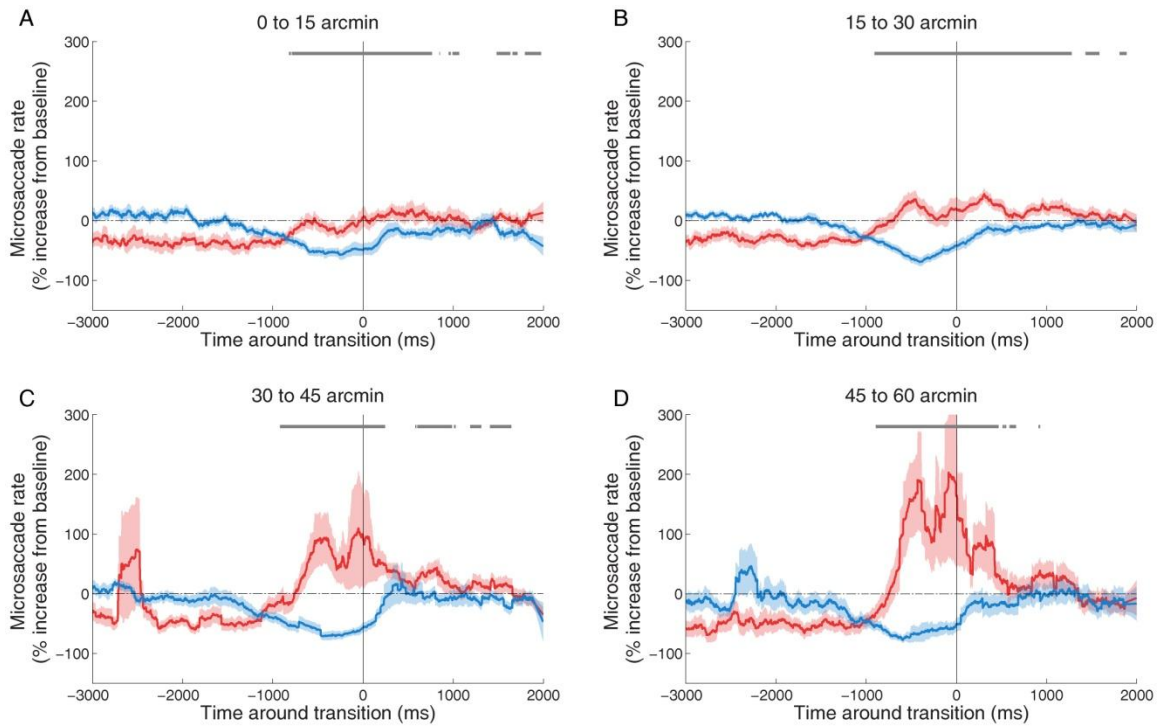 A
0 to 15 arcmin
Microsaccade rate
(% increase from baseline)
300
200
100
0
−100
−3000 −2000 −1000 0 1000 2000
Time around transition (ms)
B
15 to 30 arcmin
Microsaccade rate
(% increase from baseline)
300
200
100
0
−100
−3000 −2000 −1000 0 1000 2000
Time around transition (ms)
C
30 to 45 arcmin
Microsaccade rate
(% increase from baseline)
300
200
100
0
−100
−3000 −2000 −1000 0 1000 2000
Time around transition (ms)
D
45 to 60 arcmin
Microsaccade rate
(% increase from baseline)
300
200
100
0
−100
−3000 −2000 −1000 0 1000 2000
Time around transition (ms)